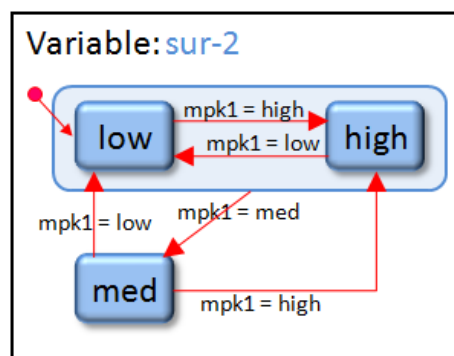 Variable: sur-2
mpk1 = high
low
high
mpk1 = low
mpk1 = low
mpk1 = med
med
mpk1 = high